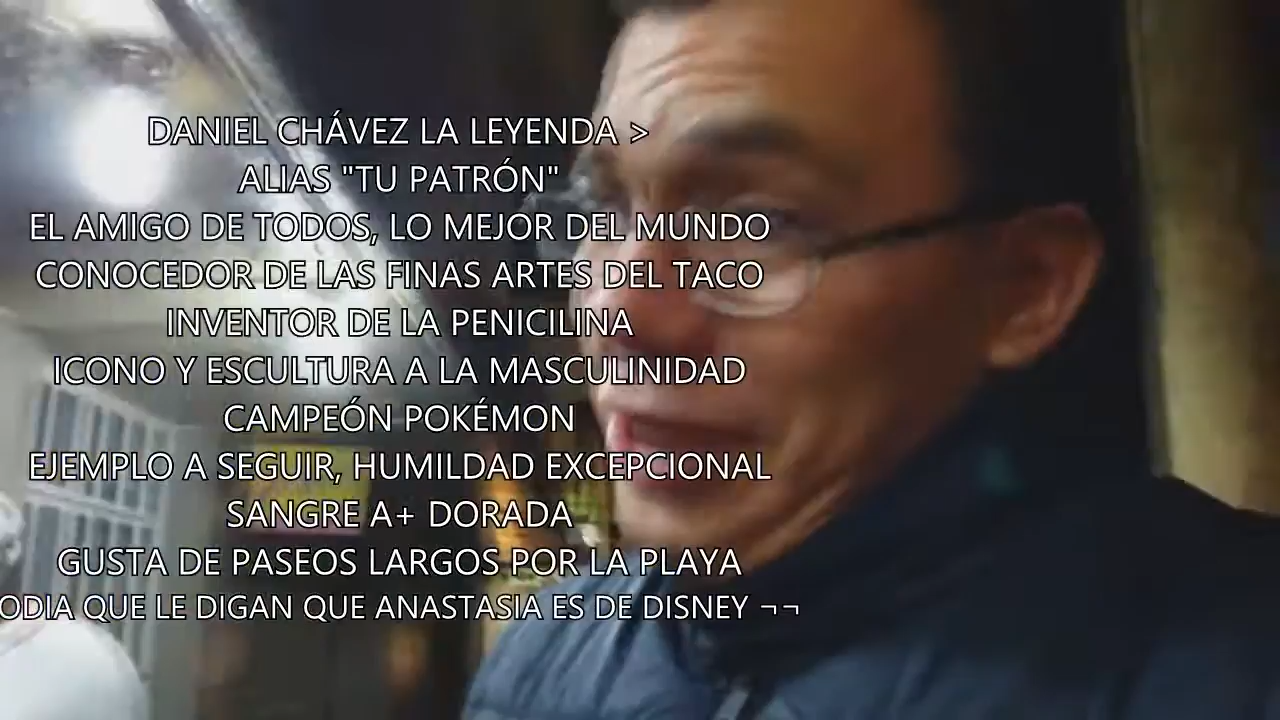 DANIEL CHÁVEZ LA LEYENDA >
ALIAS "TU PATRÓN"
EL AMIGO DE TODOS, LO MEJOR DEL MUNDO
CONOCEDOR DE LAS FINAS ARTES DEL TACO
INVENTOR DE LA PENICILINA
ICONO Y ESCULTURA A LA MASCULINIDAD
CAMPEÓN POKÉMON
EJEMPLO A SEGUIR, HUMILDAD EXCEPCIONAL
SANGRE A+ DORADA
GUSTA DE PASEOS LARGOS POR LA PLAYA
ODIA QUE LE DIGAN QUE ANASTASIA ES DE DISNEY ¬¬